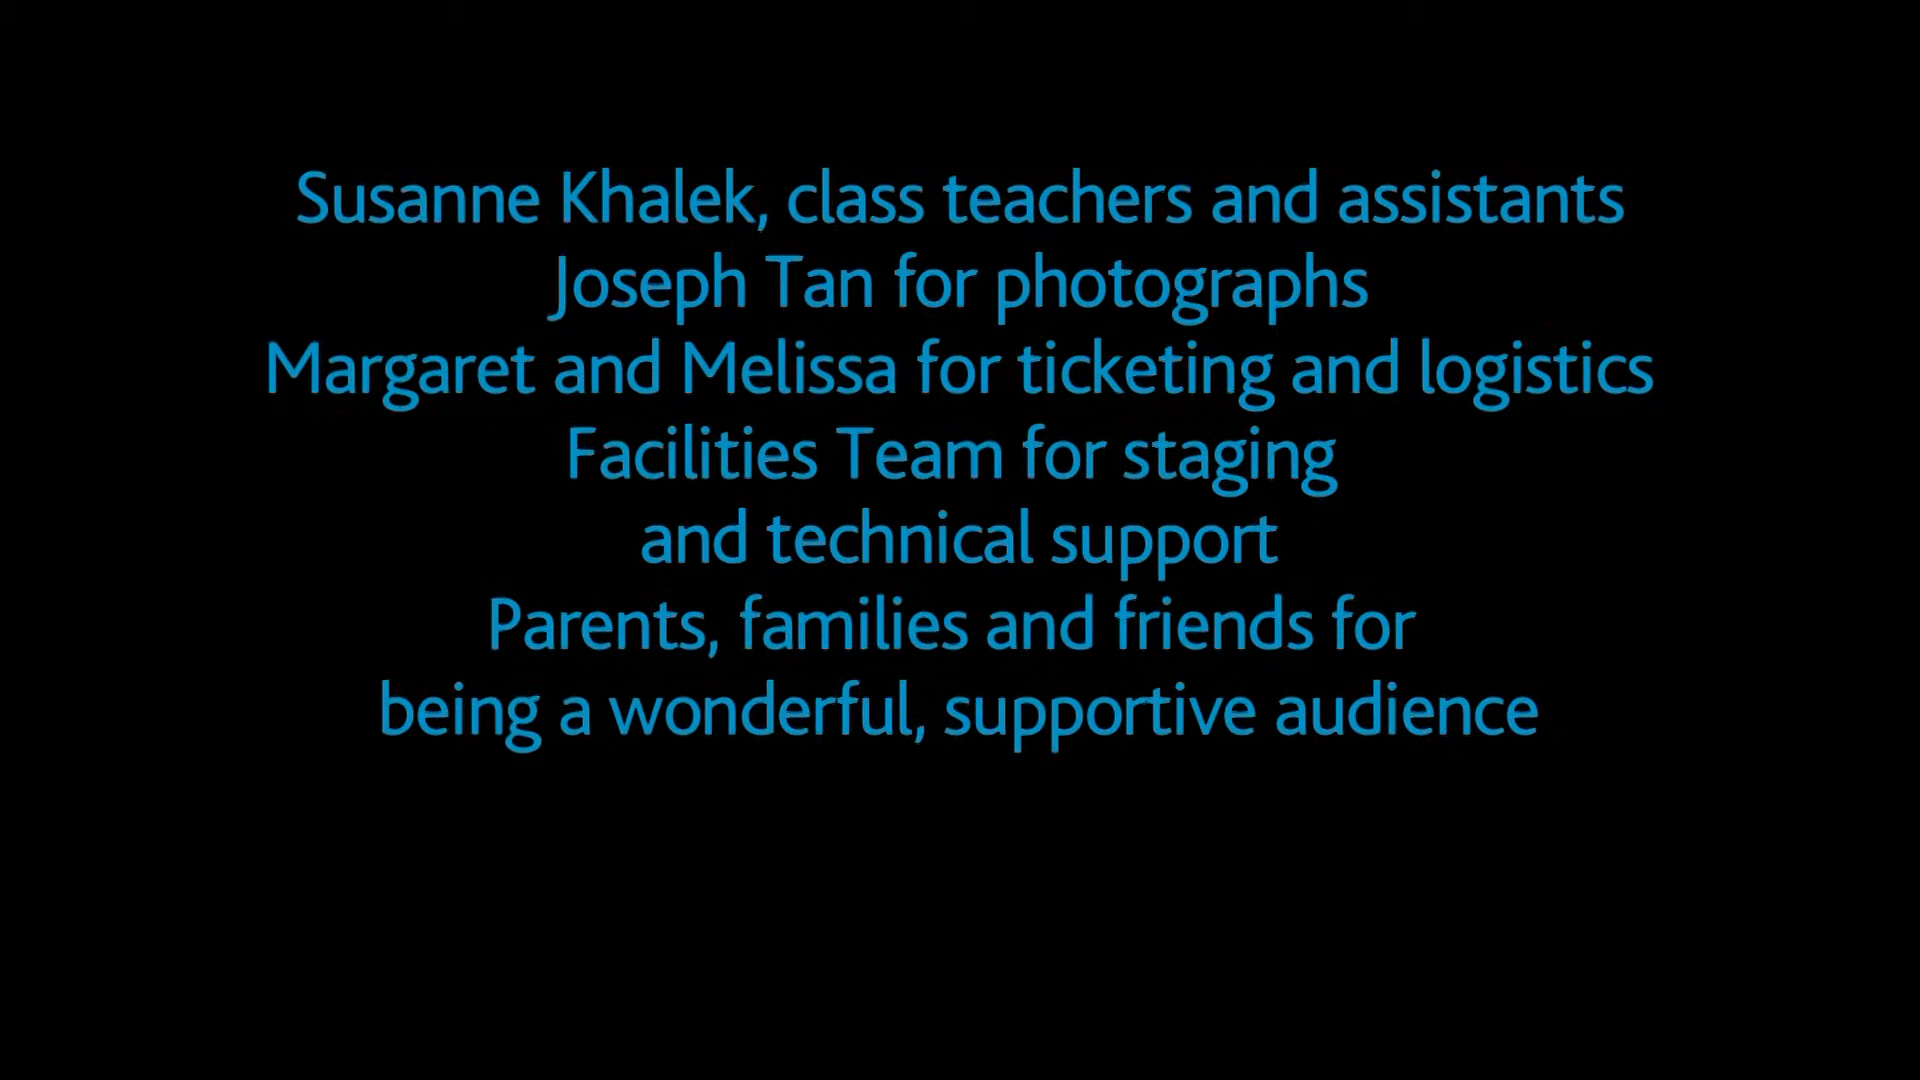 Susanne Khalek, class teachers and assistants
Joseph Tan for photographs
Margaret and Melissa for ticketing and logistics
Facilities Team for staging
and technical support
Parents, families and friends for
being a wonderful, supportive audience